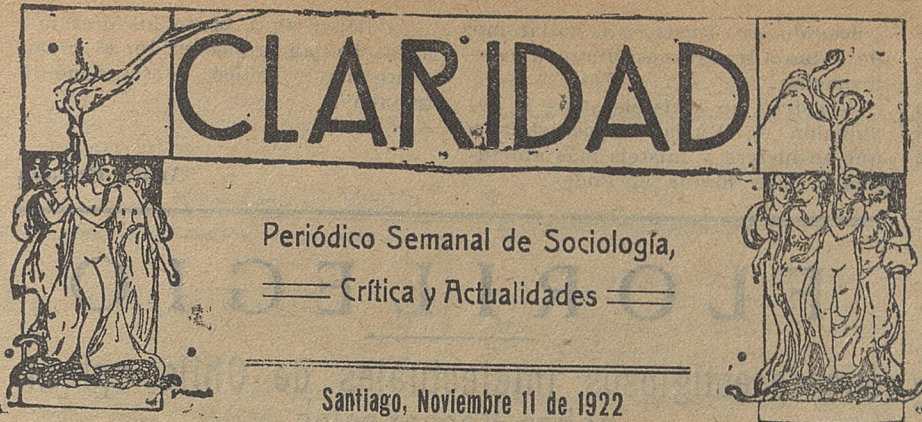 CLARIDAD
Periódico Semanal de Sociología,
Crítica y Actualidades
Santiago, Noviembre 11 de 1922